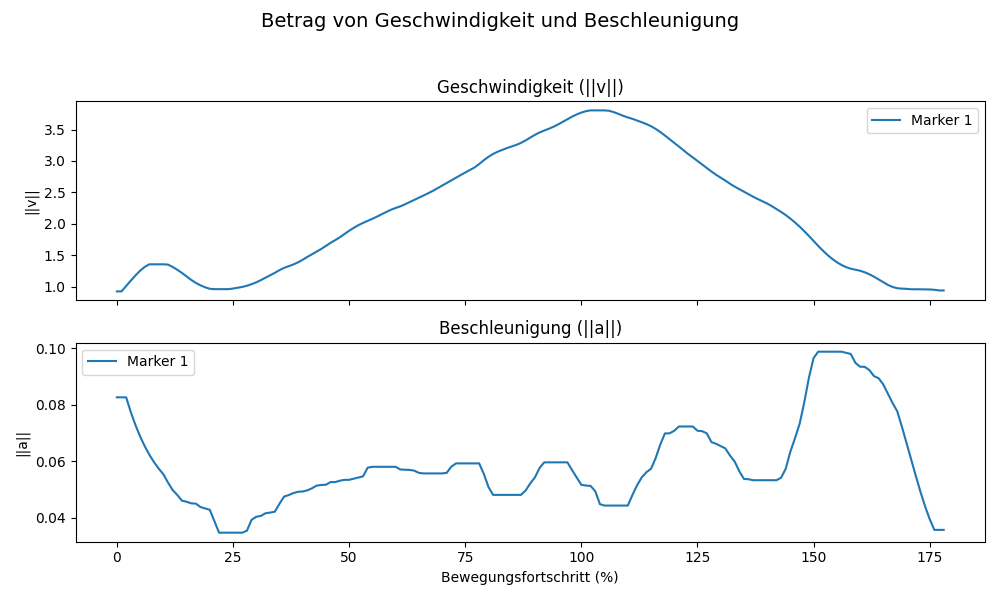 Betrag von Geschwindigkeit und Beschleunigung
Geschwindigkeit (||v||)
Marker 1
||v||
3.5
3.0
2.5
2.0
1.5
1.0
Beschleunigung (||a||)
Marker 1
||a||
0.10
0.08
0.06
0.04
0 25 50 75 100 125 150 175
Bewegungsfortschritt (%)